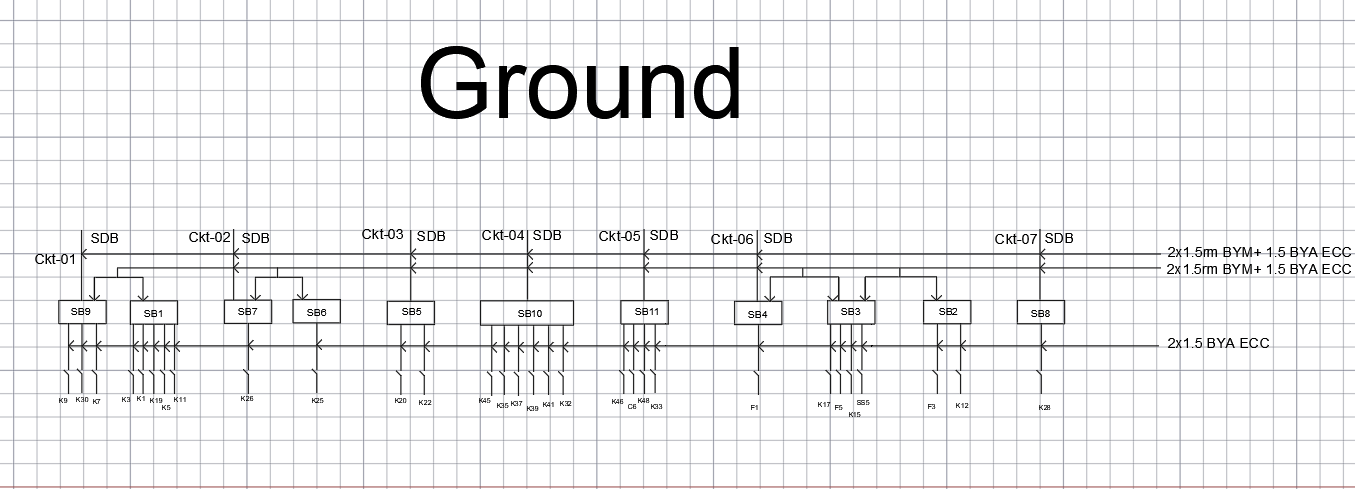 Ground
Ckt-01 SDB
Ckt-02 SDB
Ckt-03 SDB
Ckt-04 SDB
Ckt-05 SDB
Ckt-06 SDB
Ckt-07 SDB
2x1.5rm BYM+ 1.5 BYA ECC
2x1.5rm BYM+ 1.5 BYA ECC
SB9 SB1 SB7 SB6 SB5 SB10 SB11 SB4 SB3 SB2 SB8
2x1.5 BYA ECC
K9 K30 K7 K3 K1 K19 K5 K11 K26 K25 K20 K22 K45 K35 K37 K39 K41 K32 K46 C6 K48 K33 F1 K17 F5 K15 SS5 F3 K12 K28